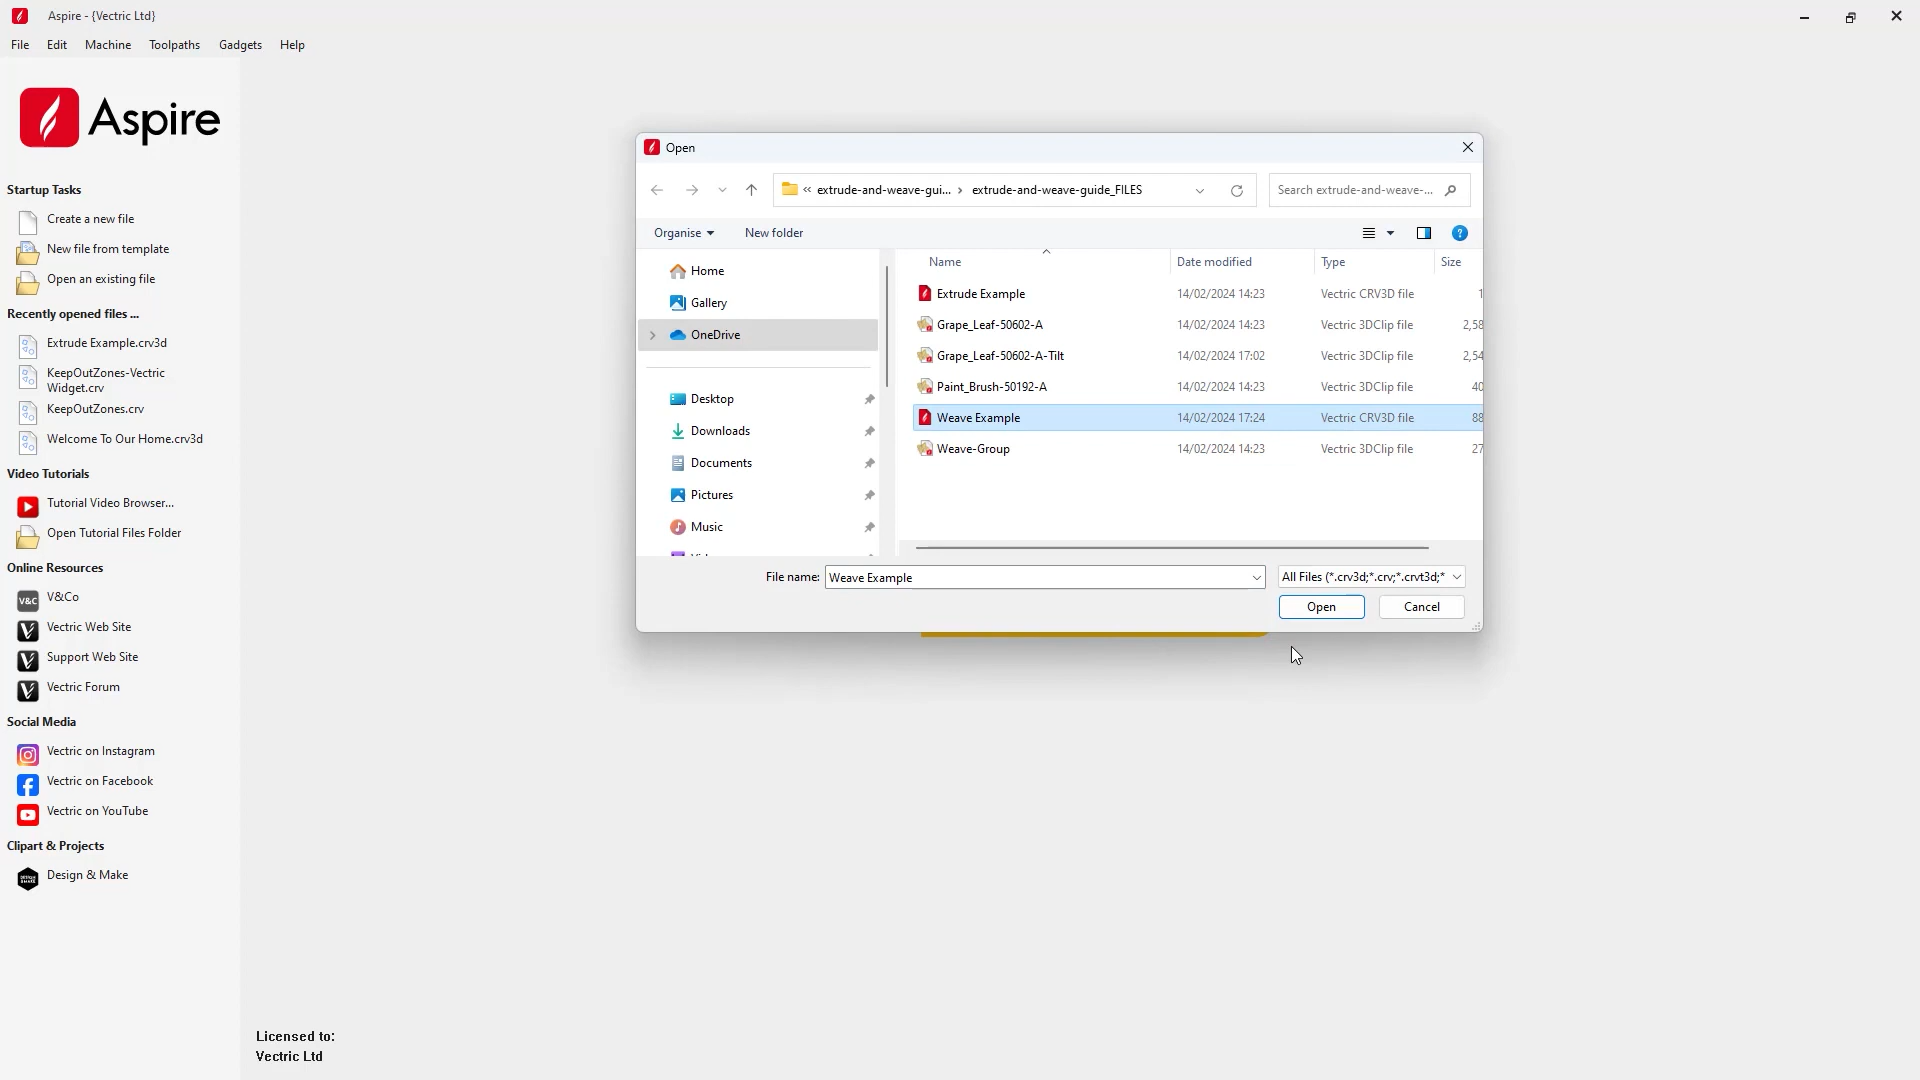 Aspire - {Vectric Ltd}
File Edit Machine Toolpaths Gadgets Help
Aspire
Startup Tasks
Create a new file
New file from template
Open an existing file
Recently opened files ...
Extrude Example.crv3d
KeepOutZones-Vectric
Widget.crv
KeepOutZones.crv
Welcome To Our Home.crv3d
Video Tutorials
Tutorial Video Browser...
Open Tutorial Files Folder
Online Resources
V&C V&Co
Vectric Web Site
Support Web Site
Vectric Forum
Social Media
Vectric on Instagram
Vectric on Facebook
Vectric on YouTube
Clipart & Projects
Design & Make
Licensed to:
Vectric Ltd
Open
« extrude-and-weave-gui... › extrude-and-weave-guide_FILES
Search extrude-and-weave-...
Organise New folder
Home
Gallery
OneDrive
Desktop
Downloads
Documents
Pictures
Music
Name Date modified Type Size
Extrude Example 14/02/2024 14:23 Vectric CRV3D file 1
Grape_Leaf-50602-A 14/02/2024 14:23 Vectric 3DClip file 2,58
Grape_Leaf-50602-A-Tilt 14/02/2024 17:02 Vectric 3DClip file 2,54
Paint_Brush-50192-A 14/02/2024 14:23 Vectric 3DClip file 40
Weave Example 14/02/2024 17:24 Vectric CRV3D file 88
Weave-Group 14/02/2024 14:23 Vectric 3DClip file 27
File name: Weave Example
All Files (*.crv3d;*.crv;*.crvt3d;*
Open Cancel